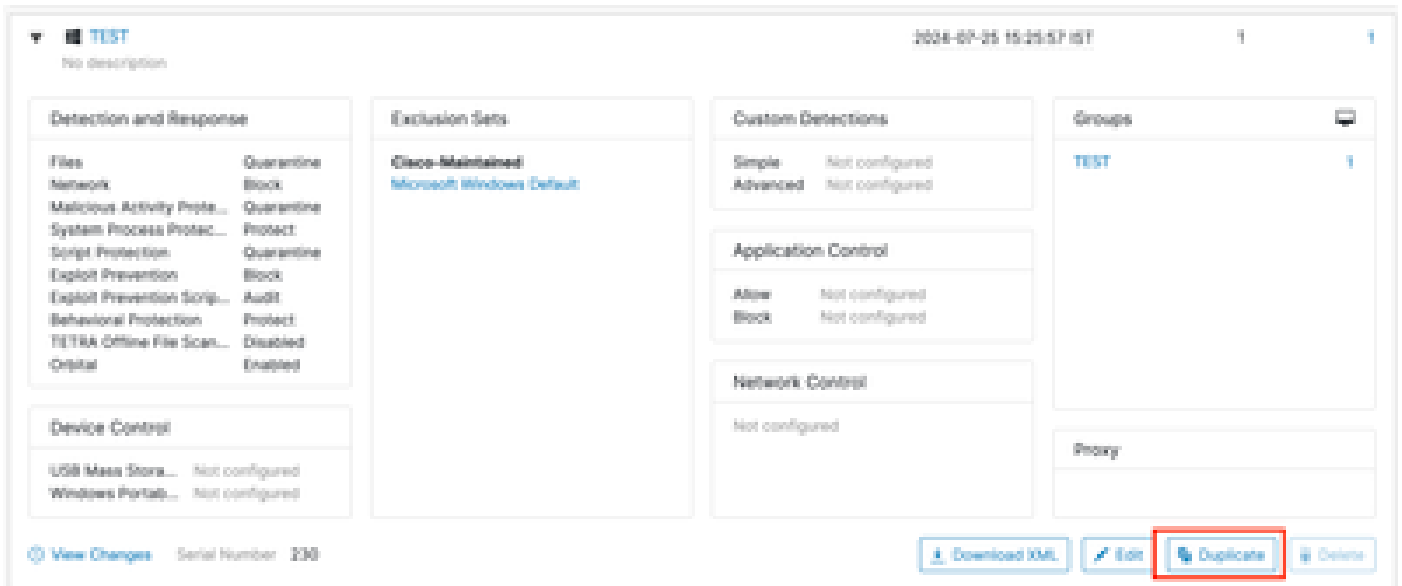 TEST 2024-07-25 15:25:57 IST 1 1
No description
Detection and Response
Files Quarantine
Network Block
Malicious Activity Prote... Quarantine
System Process Protec... Protect
Script Protection Quarantine
Exploit Prevention Block
Exploit Prevention Scrip... Audit
Behavioral Protection Protect
TETRA Offline File Scan... Disabled
Orbital Enabled
Device Control
USB Mass Stora... Not configured
Windows Portab... Not configured
Exclusion Sets
Cisco-Maintained
Microsoft Windows Default
Custom Detections
Simple Not configured
Advanced Not configured
Application Control
Allow Not configured
Block Not configured
Network Control
Not configured
Groups
TEST 1
Proxy
View Changes Serial Number 230 Download XML Edit Duplicate Delete